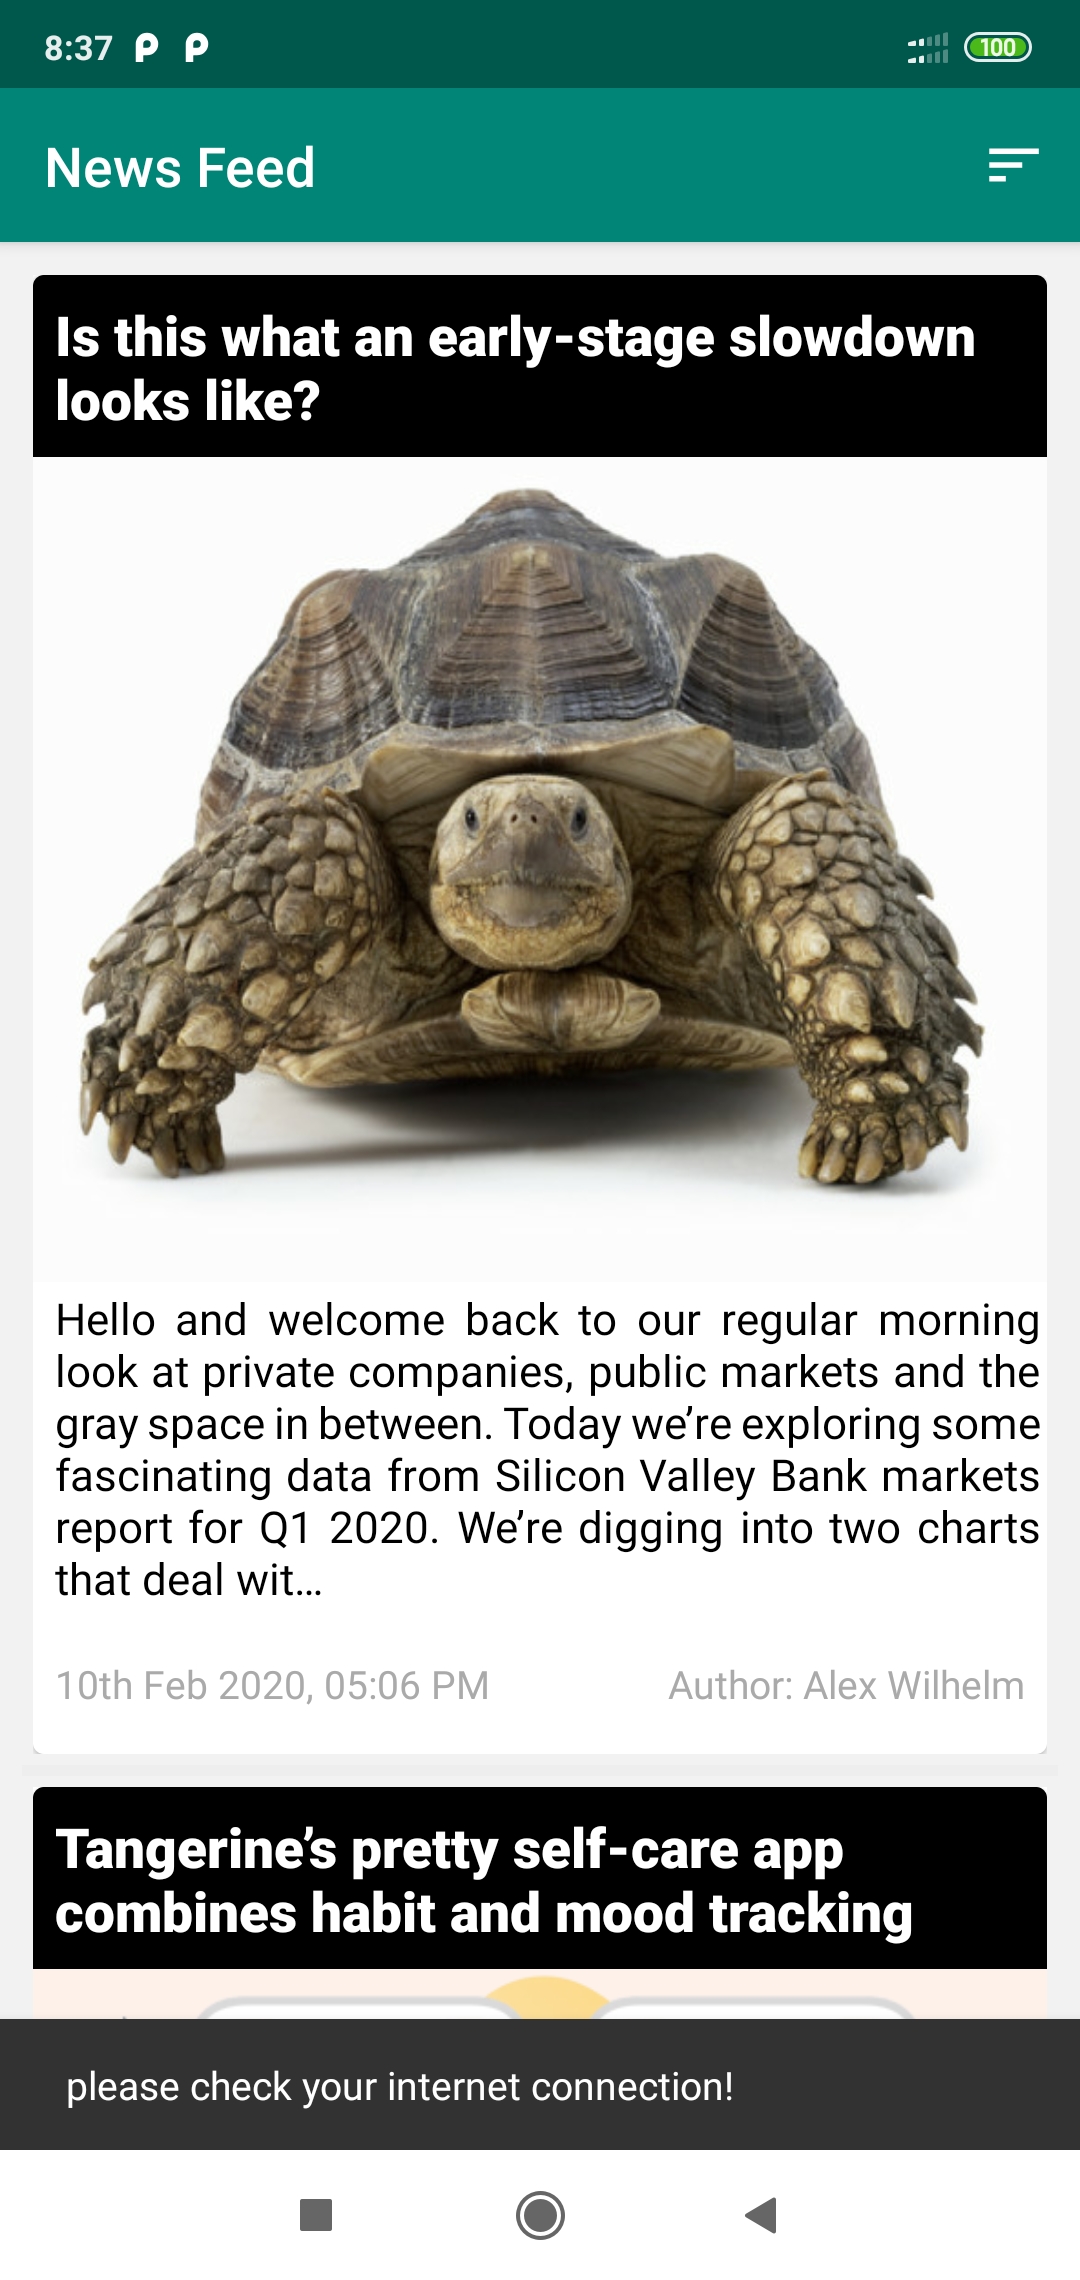 8:37
100
News Feed
Is this what an early-stage slowdown
looks like?
Hello and welcome back to our regular morning
look at private companies, public markets and the
gray space in between. Today we’re exploring some
fascinating data from Silicon Valley Bank markets
report for Q1 2020. We’re digging into two charts
that deal wit…
10th Feb 2020, 05:06 PM
Author: Alex Wilhelm
Tangerine’s pretty self-care app
combines habit and mood tracking
please check your internet connection!